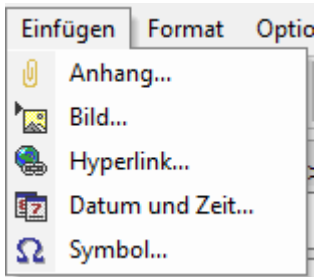 Einfügen Format Optio
Anhang...
Bild...
Hyperlink...
Datum und Zeit...
Symbol...